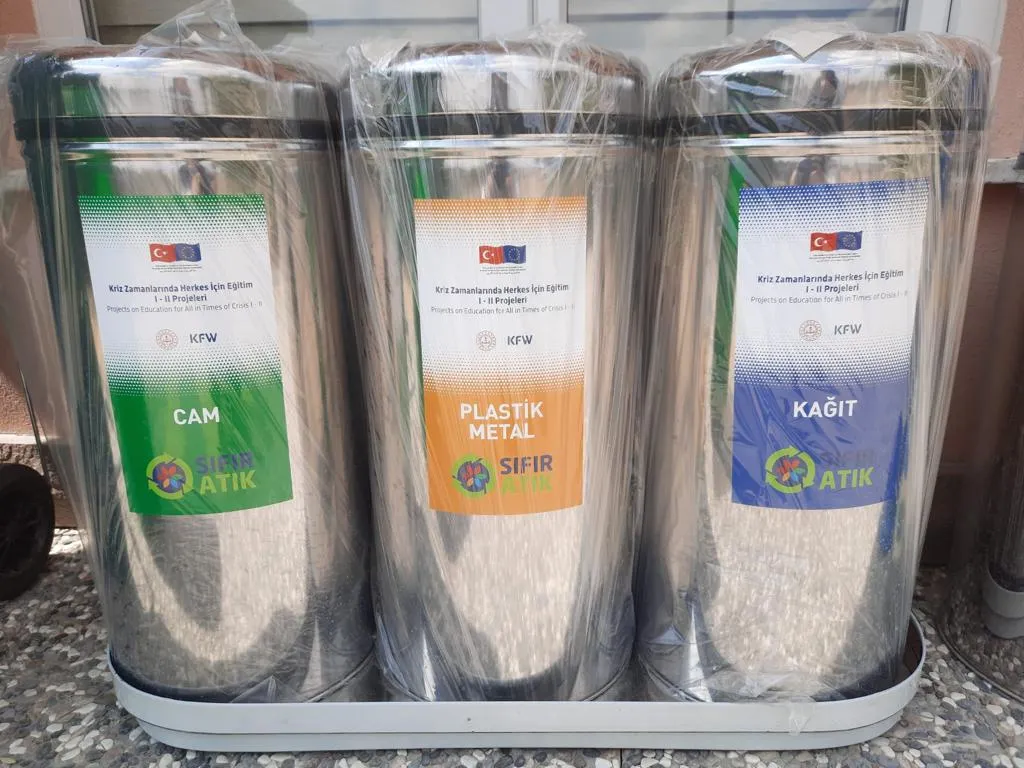 Kriz Zamanlarında Herkes İçin Eğitim
I - II Projeleri
Projects on Education for All in Times of Crisis I - II
KFW
CAM
SIFIR
ATIK
Kriz Zamanlarında Herkes İçin Eğitim
I - II Projeleri
Projects on Education for All in Times of Crisis I - II
KFW
PLASTİK
METAL
SIFIR
ATIK
Kriz Zamanlarında Herkes İçin Eğitim
I - II Projeleri
Projects on Education for All in Times of Crisis I - II
KFW
KAĞIT
SIFIR
ATIK